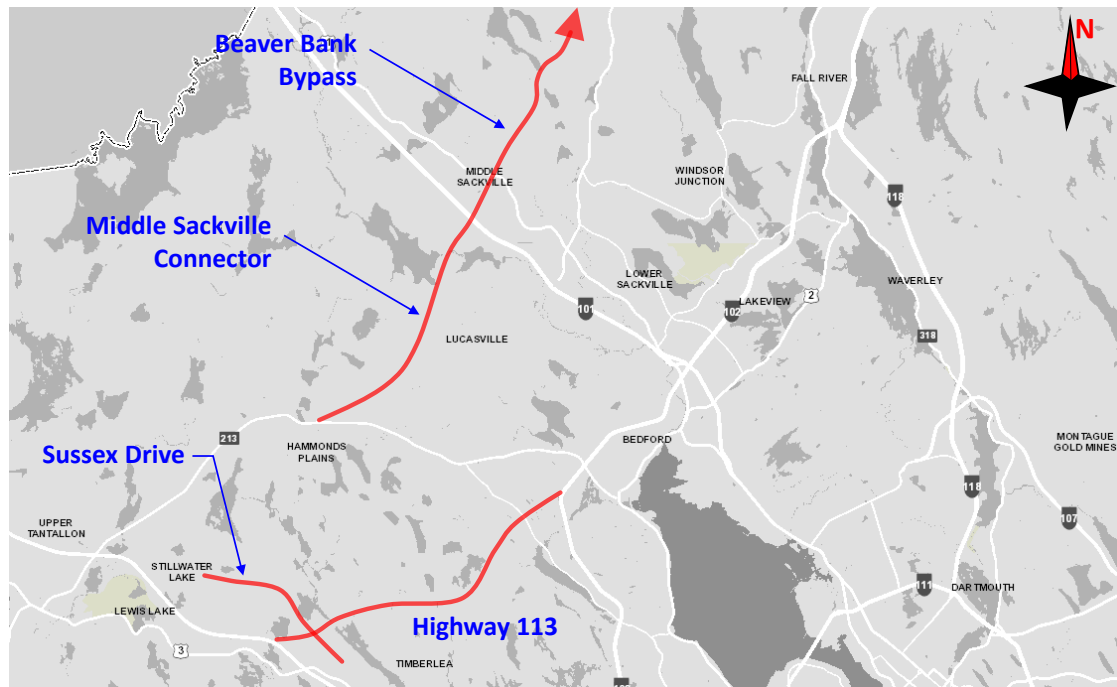 Beaver Bank
Bypass
N
FALL RIVER
MIDDLE
SACKVILLE
WINDSOR
JUNCTION
118
Middle Sackville
Connector
LOWER
SACKVILLE
WAVERLEY
LAKEVIEW
2
101
102
LUCASVILLE
318
213
HAMMONDS
PLAINS
BEDFORD
MONTAGUE
GOLD MINES
Sussex Drive
118
107
UPPER
TANTALLON
STILLWATER
LAKE
111
DARTMOUTH
LEWIS LAKE
Highway 113
3
TIMBERLEA